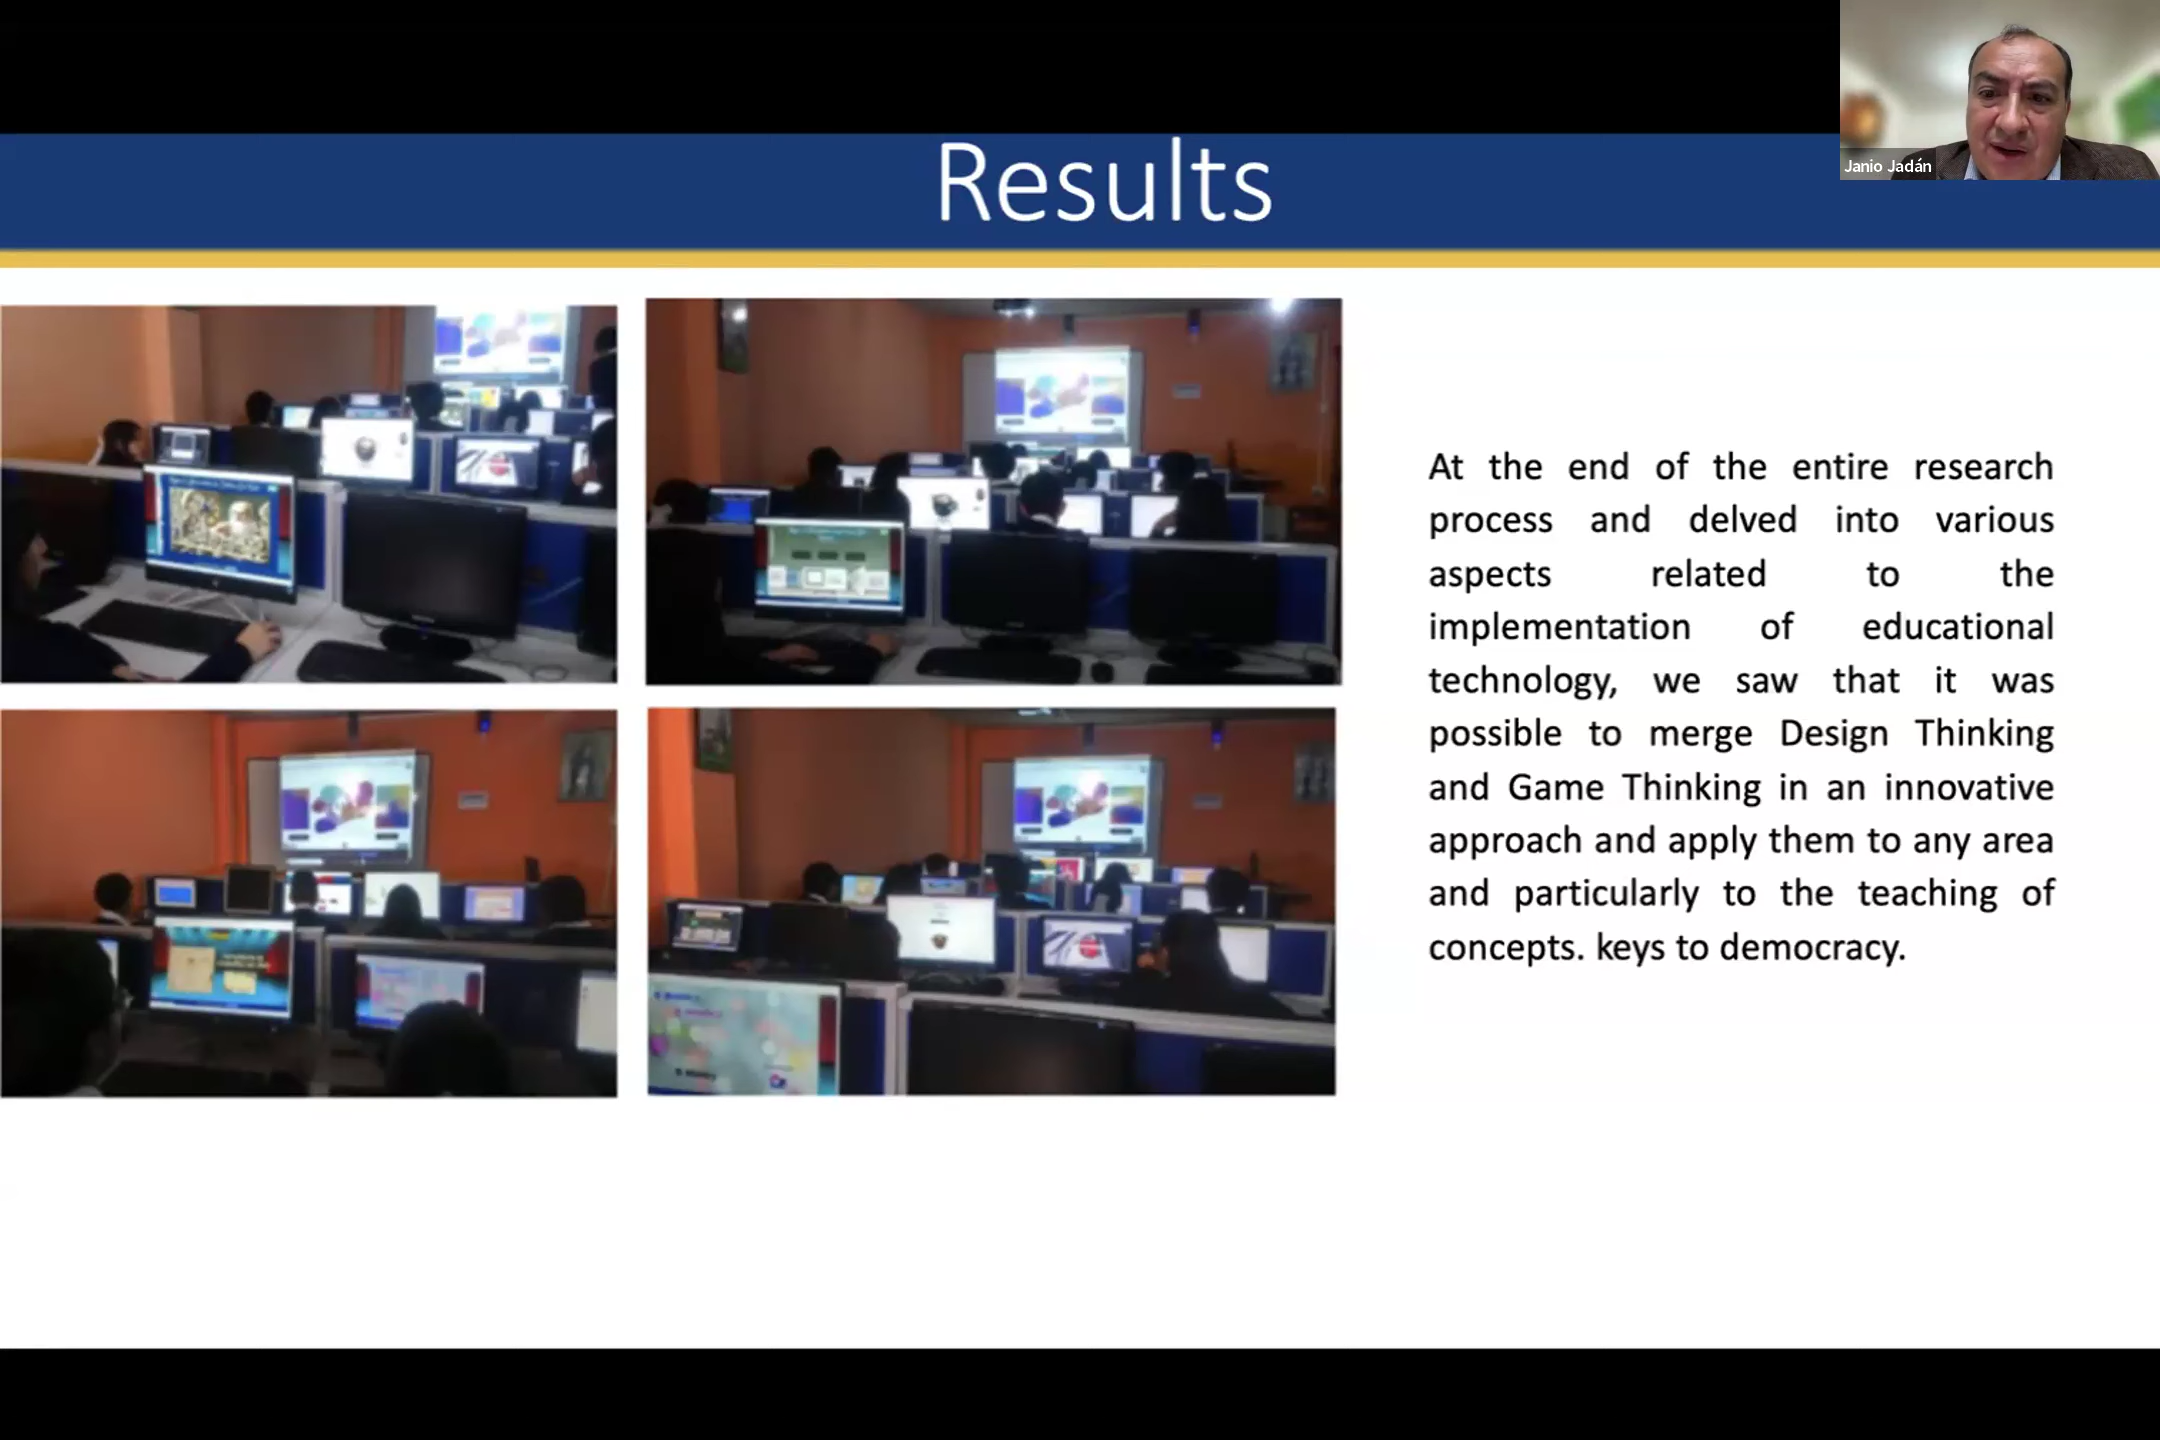 Results
Janio Jadán
At the end of the entire research
process and delved into various
aspects related to the
implementation of educational
technology, we saw that it was
possible to merge Design Thinking
and Game Thinking in an innovative
approach and apply them to any area
and particularly to the teaching of
concepts. keys to democracy.